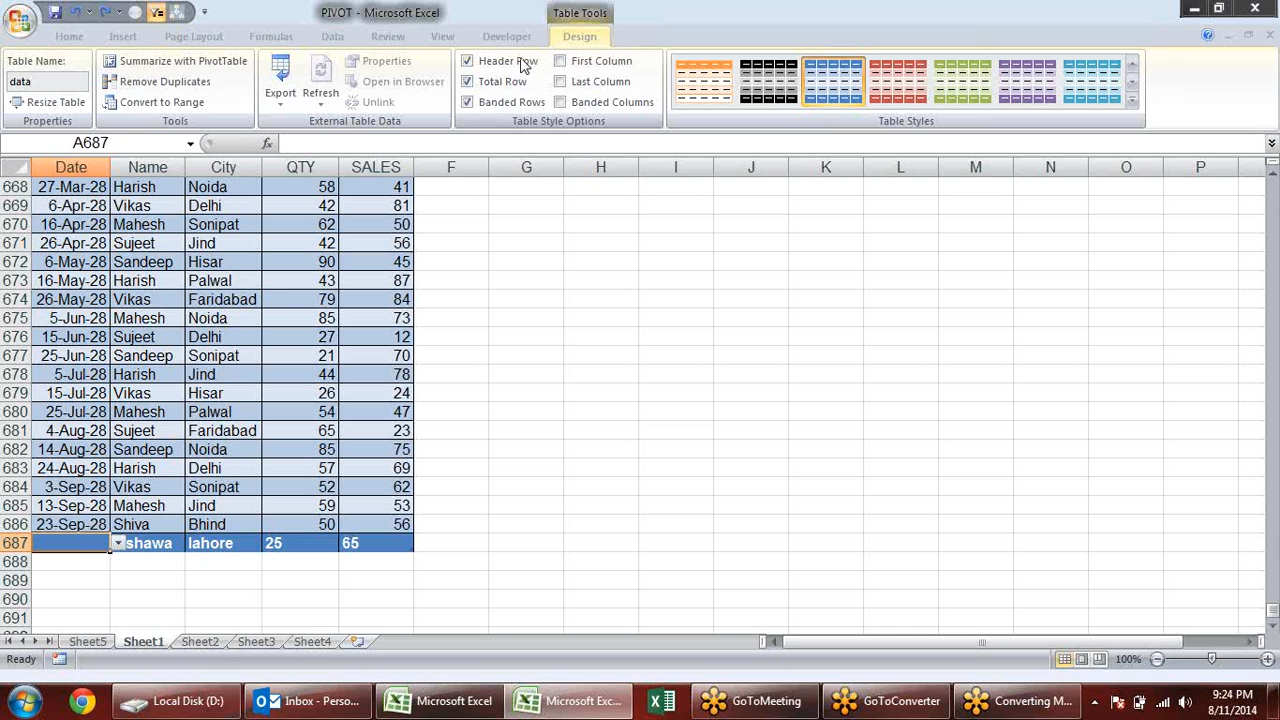 PIVOT - Microsoft Excel
Table Tools
Home Insert Page Layout Formulas Data Review View Developer Design
Table Name: Summarize with PivotTable Properties Header Row First Column
data Remove Duplicates Open in Browser Total Row Last Column
Resize Table Convert to Range Export Refresh Unlink Banded Rows Banded Columns
Properties Tools External Table Data Table Style Options Table Styles
A687 fx
Date Name City QTY SALES F G H I J K L M N O P
668 27-Mar-28 Harish Noida 58 41
669 6-Apr-28 Vikas Delhi 42 81
670 16-Apr-28 Mahesh Sonipat 62 50
671 26-Apr-28 Sujeet Jind 42 56
672 6-May-28 Sandeep Hisar 90 45
673 16-May-28 Harish Palwal 43 87
674 26-May-28 Vikas Faridabad 79 84
675 5-Jun-28 Mahesh Noida 85 73
676 15-Jun-28 Sujeet Delhi 27 12
677 25-Jun-28 Sandeep Sonipat 21 70
678 5-Jul-28 Harish Jind 44 78
679 15-Jul-28 Vikas Hisar 26 24
680 25-Jul-28 Mahesh Palwal 54 47
681 4-Aug-28 Sujeet Faridabad 65 23
682 14-Aug-28 Sandeep Noida 85 75
683 24-Aug-28 Harish Delhi 57 69
684 3-Sep-28 Vikas Sonipat 52 62
685 13-Sep-28 Mahesh Jind 59 53
686 23-Sep-28 Shiva Bhind 50 56
687 shawa lahore 25 65
688
689
690
691
Sheet5 Sheet1 Sheet2 Sheet3 Sheet4
Ready 100%
Local Disk (D:) Inbox - Perso... Microsoft Excel Microsoft Exc... GoToMeeting GoToConverter Converting M...
9:24 PM
8/11/2014